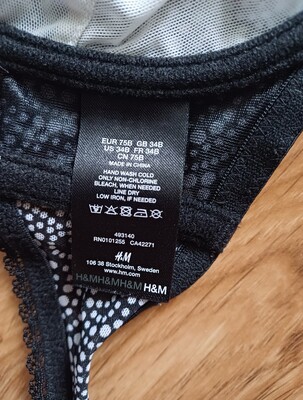 EUR 75B GB 34B
US 34B FR 34B
CN 75B
MADE IN CHINA
HAND WASH COLD
ONLY NON-CHLORINE
BLEACH, WHEN NEEDED
LINE DRY
LOW IRON, IF NEEDED
493140
RN0101255 CA42271
H&M
106 38 Stockholm, Sweden
www.hm.com
H&MH&MH&MH&M